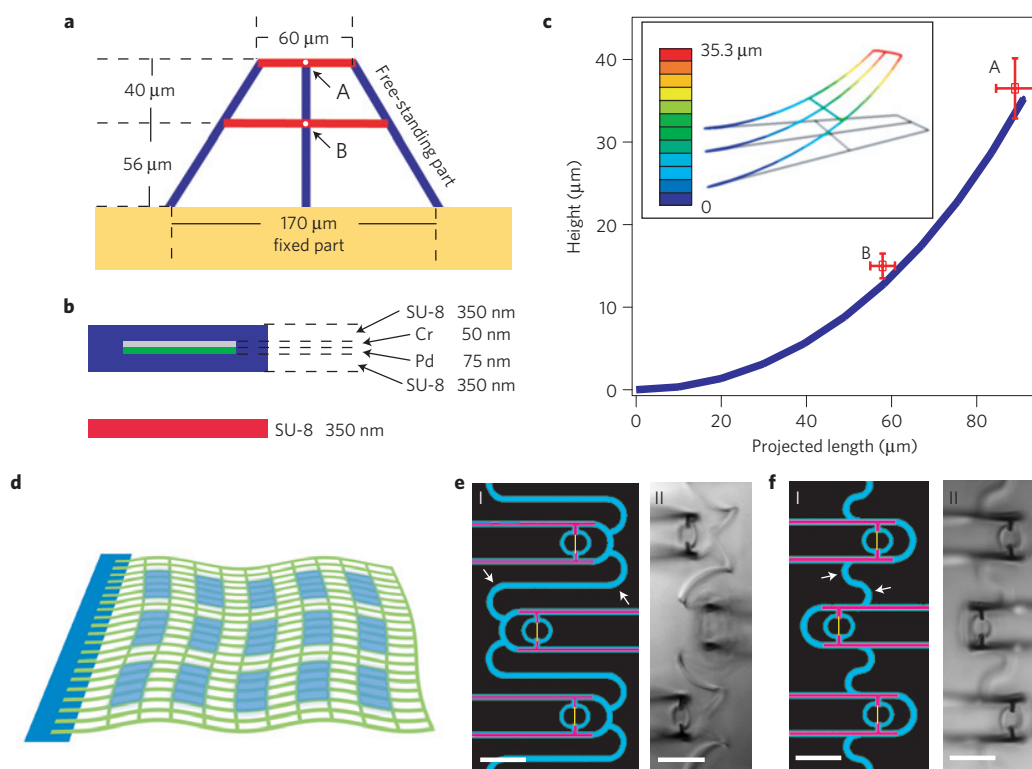 a
60 µm
40 µm
A
Free-standing part
B
56 µm
170 µm
fixed part
b
SU-8 350 nm
Cr 50 nm
Pd 75 nm
SU-8 350 nm
SU-8 350 nm
c
35.3 µm
0
A
B
Height (µm)
40
30
20
10
0
0 20 40 60 80
Projected length (µm)
d
e
I
II
f
I
II